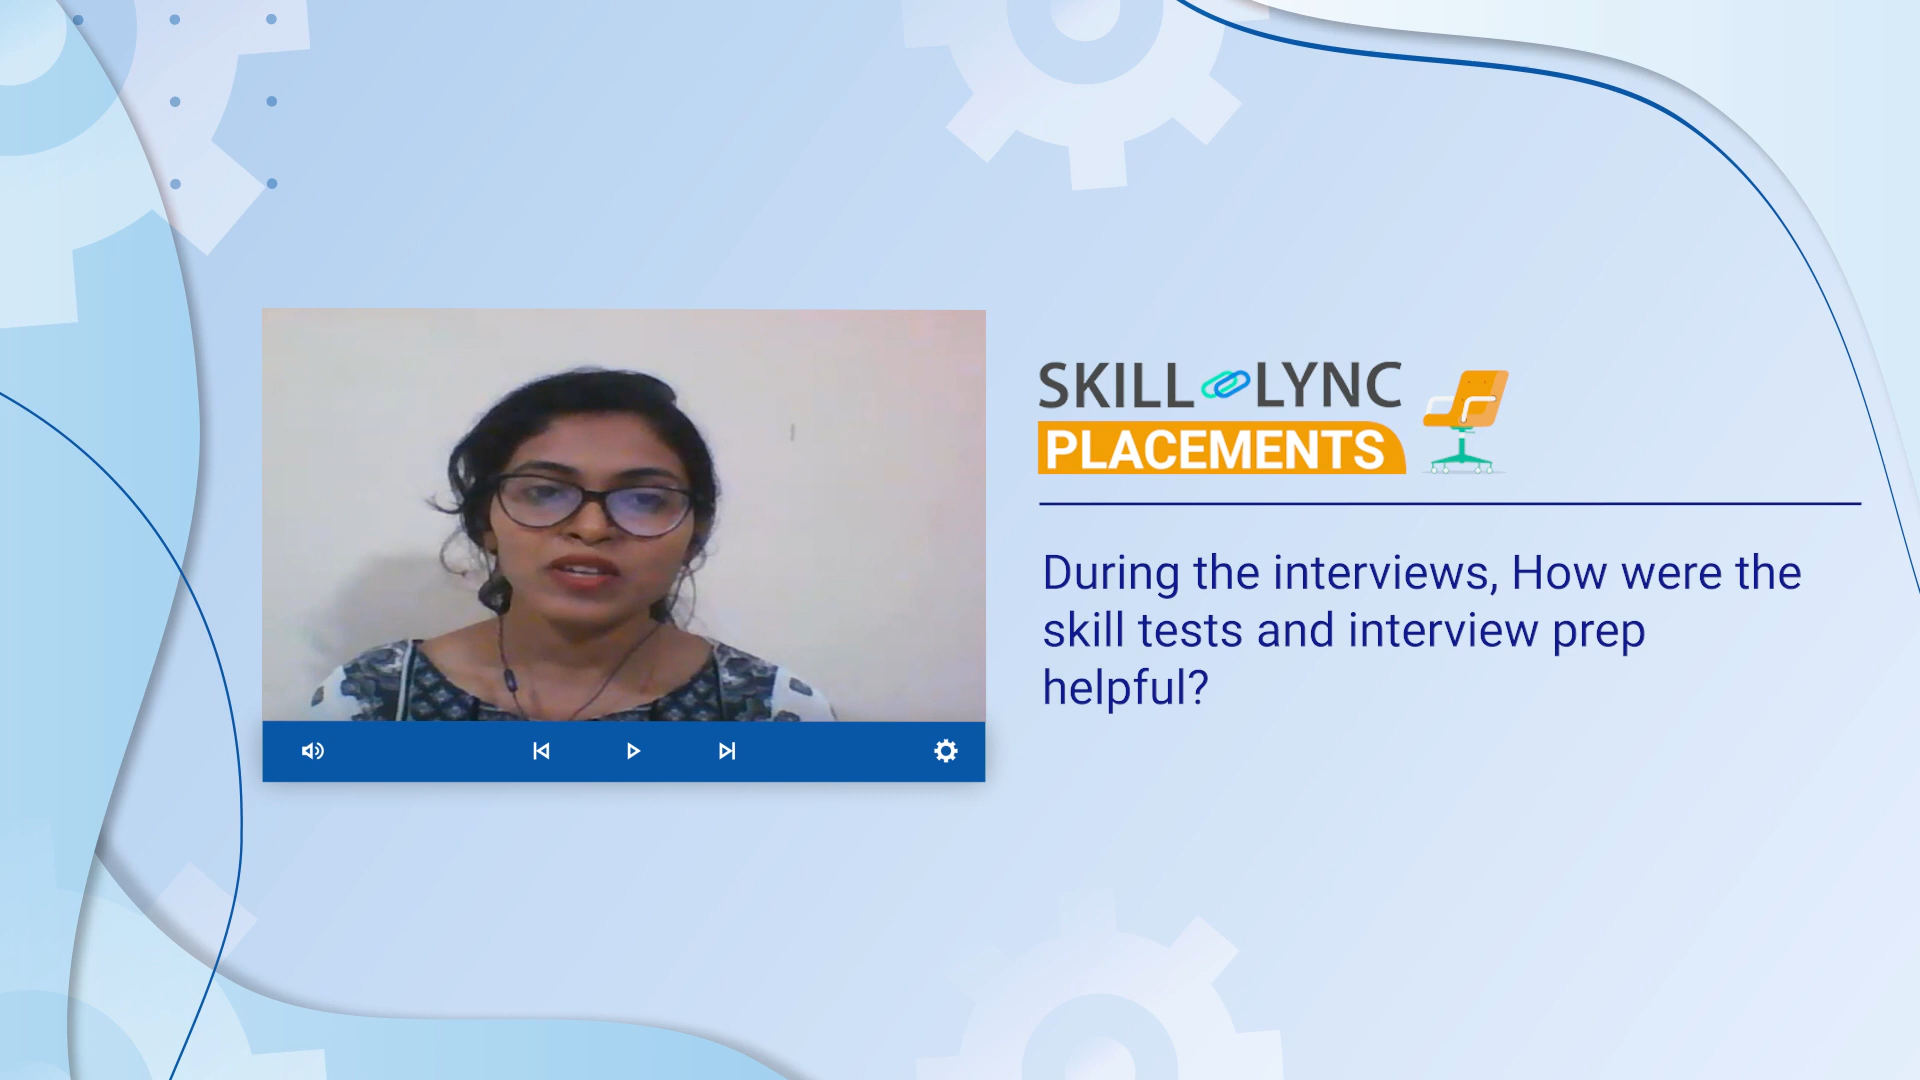 SKILL LYNC
PLACEMENTS
During the interviews, How were the
skill tests and interview prep
helpful?